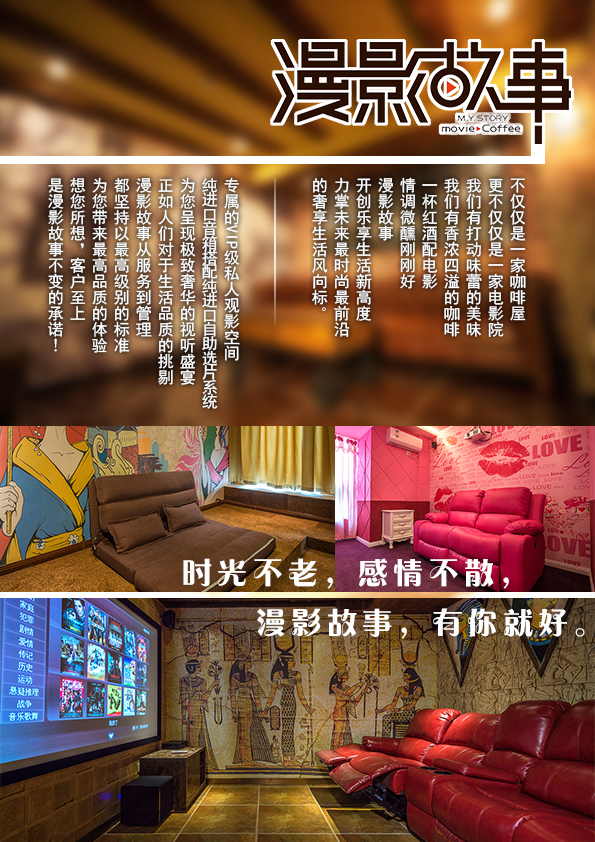 漫影故事
M.Y. STORY
movie Coffee
不仅仅是一家咖啡屋
更不仅仅是一家电影院
我们有打动味蕾的美味
我们有香浓四溢的咖啡
一杯红酒配电影
情调微醺刚刚好
漫影故事
开创乐享生活新高度
力掌未来最时尚最前沿
的奢享生活风向标。
专属的VIP级私人观影空间
纯进口音箱搭配纯进口自助选片系统
为您呈现极致奢华的视听盛宴
正如人们对于生活品质的挑剔
漫影故事从服务到管理
都坚持以最高级别的标准
为您带来最高品质的体验
想您所想，客户至上
是漫影故事不变的承诺！
LOVE
LOVE
LOVE
LOVE
时光不老，感情不散，
漫影故事，有你就好。
家庭
犯罪
剧情
爱情
传记
历史
运动
悬疑推理
战争
音乐歌舞